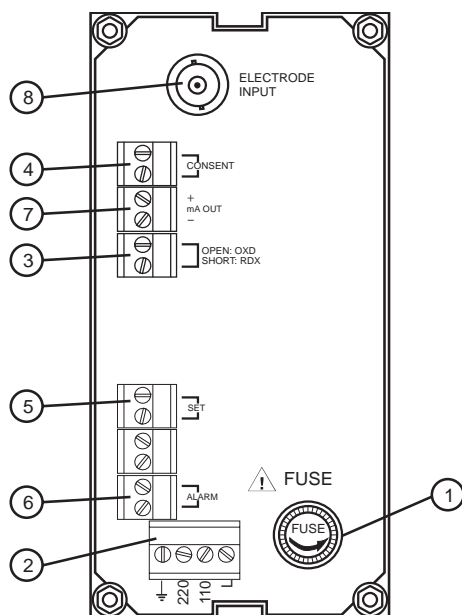 8
ELECTRODE
INPUT
4
CONSENT
7
+
mA OUT
–
3
OPEN: OXD
SHORT: RDX
5
SET
6
ALARM
! FUSE
1
FUSE
2
220
110
L